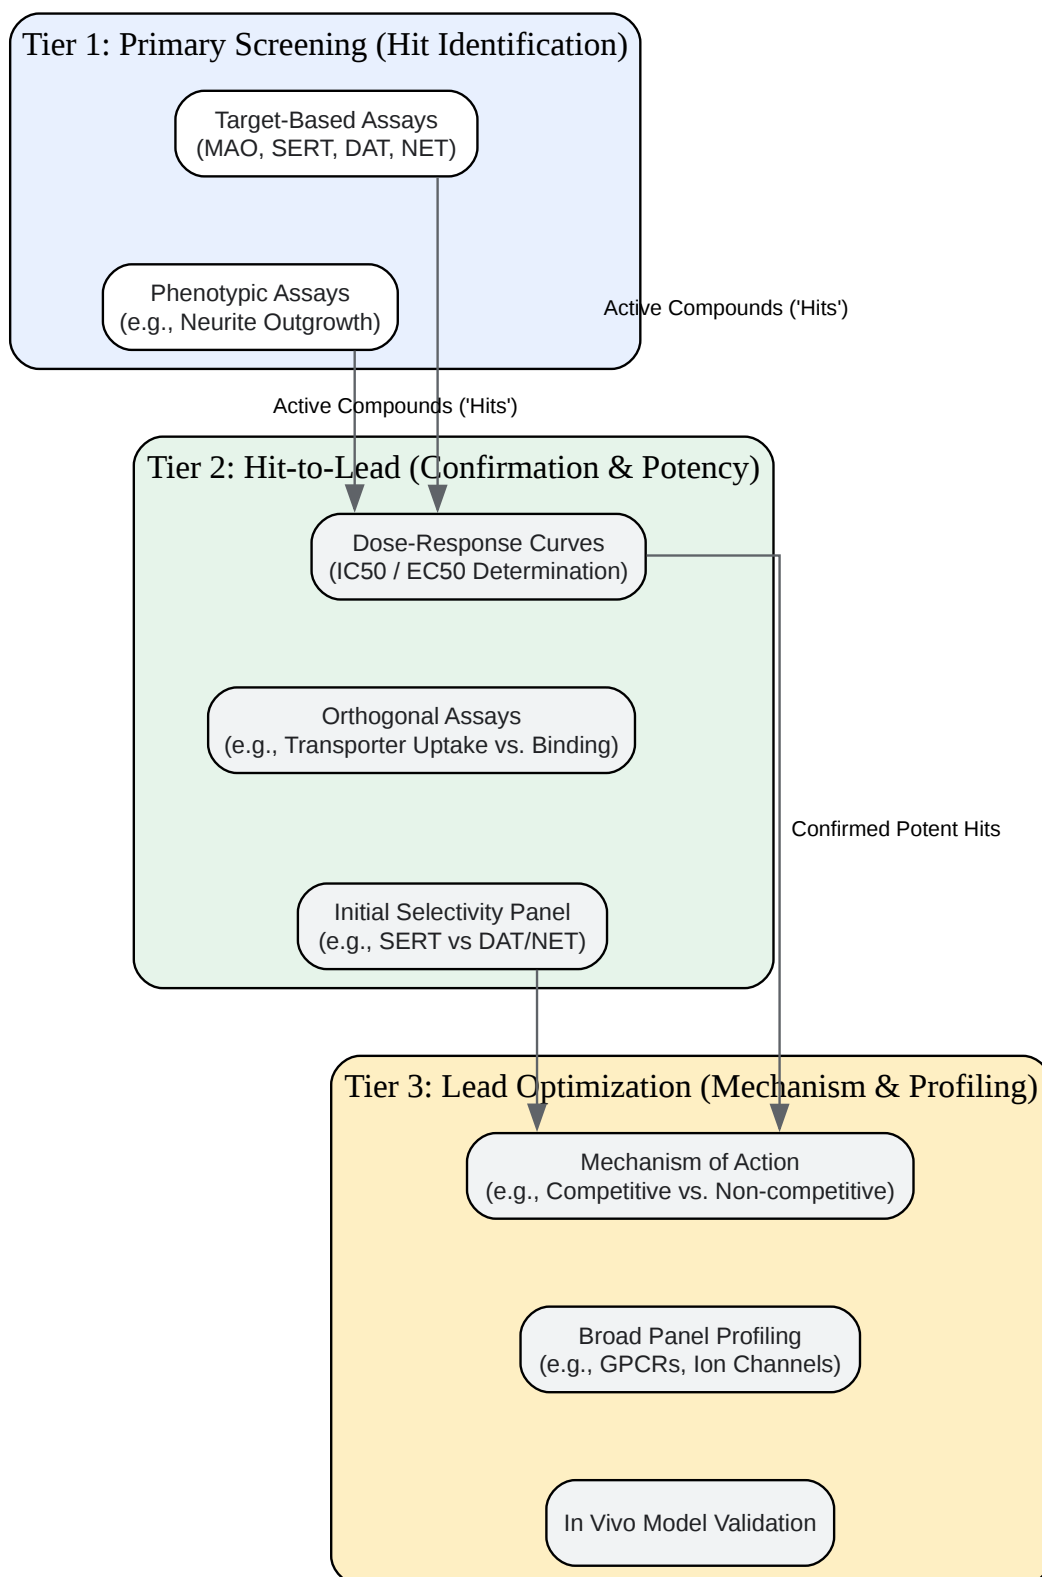 Tier 1: Primary Screening (Hit Identification)
Target-Based Assays
(MAO, SERT, DAT, NET)
Phenotypic Assays
(e.g., Neurite Outgrowth)
Active Compounds ('Hits')
Active Compounds ('Hits')
Tier 2: Hit-to-Lead (Confirmation & Potency)
Dose-Response Curves
(IC50 / EC50 Determination)
Orthogonal Assays
(e.g., Transporter Uptake vs. Binding)
Confirmed Potent Hits
Initial Selectivity Panel
(e.g., SERT vs DAT/NET)
Tier 3: Lead Optimization (Mechanism & Profiling)
Mechanism of Action
(e.g., Competitive vs. Non-competitive)
Broad Panel Profiling
(e.g., GPCRs, Ion Channels)
In Vivo Model Validation